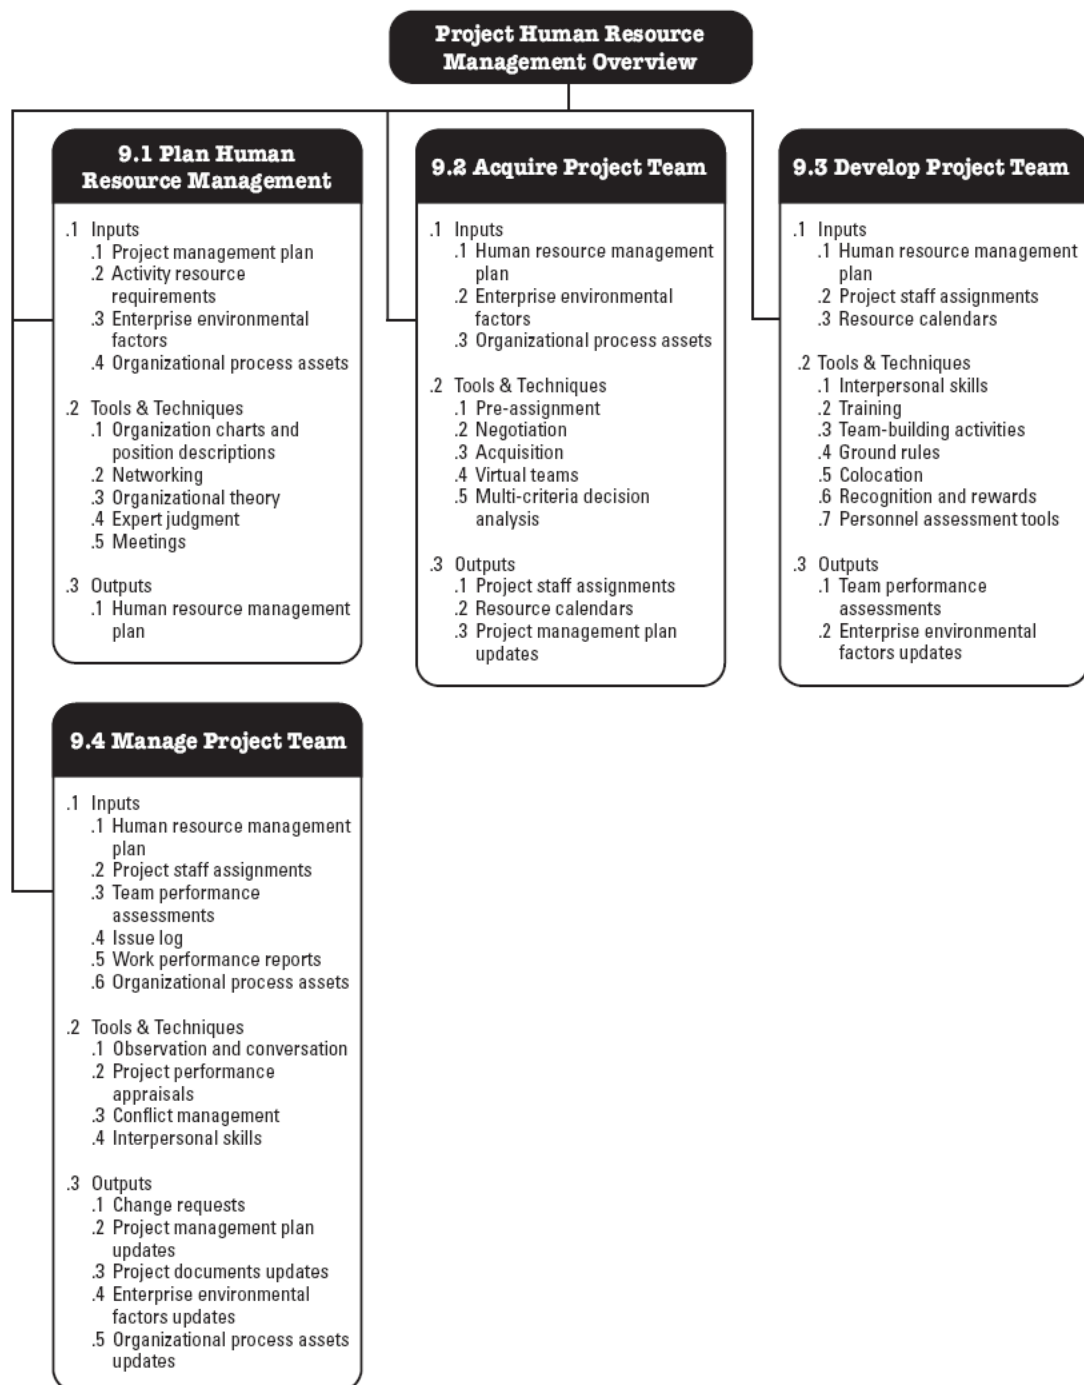 Project Human Resource
Management Overview
9.1 Plan Human
Resource Management
.1 Inputs
.1 Project management plan
.2 Activity resource
requirements
.3 Enterprise environmental
factors
.4 Organizational process assets
.2 Tools & Techniques
.1 Organization charts and
position descriptions
.2 Networking
.3 Organizational theory
.4 Expert judgment
.5 Meetings
.3 Outputs
.1 Human resource management
plan
9.2 Acquire Project Team
.1 Inputs
.1 Human resource management
plan
.2 Enterprise environmental
factors
.3 Organizational process assets
.2 Tools & Techniques
.1 Pre-assignment
.2 Negotiation
.3 Acquisition
.4 Virtual teams
.5 Multi-criteria decision
analysis
.3 Outputs
.1 Project staff assignments
.2 Resource calendars
.3 Project management plan
updates
9.3 Develop Project Team
.1 Inputs
.1 Human resource management
plan
.2 Project staff assignments
.3 Resource calendars
.2 Tools & Techniques
.1 Interpersonal skills
.2 Training
.3 Team-building activities
.4 Ground rules
.5 Colocation
.6 Recognition and rewards
.7 Personnel assessment tools
.3 Outputs
.1 Team performance
assessments
.2 Enterprise environmental
factors updates
9.4 Manage Project Team
.1 Inputs
.1 Human resource management
plan
.2 Project staff assignments
.3 Team performance
assessments
.4 Issue log
.5 Work performance reports
.6 Organizational process assets
.2 Tools & Techniques
.1 Observation and conversation
.2 Project performance
appraisals
.3 Conflict management
.4 Interpersonal skills
.3 Outputs
.1 Change requests
.2 Project management plan
updates
.3 Project documents updates
.4 Enterprise environmental
factors updates
.5 Organizational process assets
updates